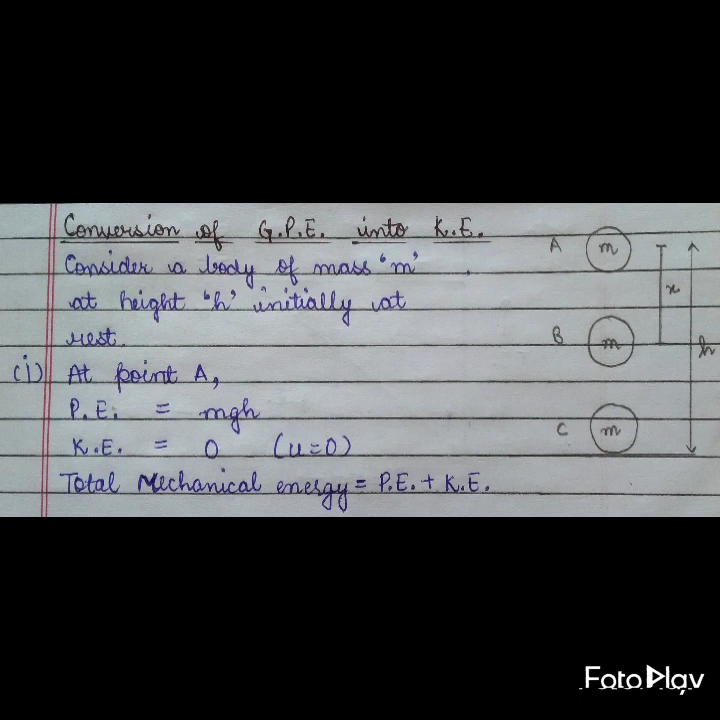 Conversion of G.P.E. into K.E.
Consider a body of mass 'm'
at height 'h' initially at
rest.
(i) At point A,
P.E. = mgh
K.E. = 0 (u=0)
Total Mechanical energy = P.E. + K.E.
A m
x
B m
h
C m
FotoPlay